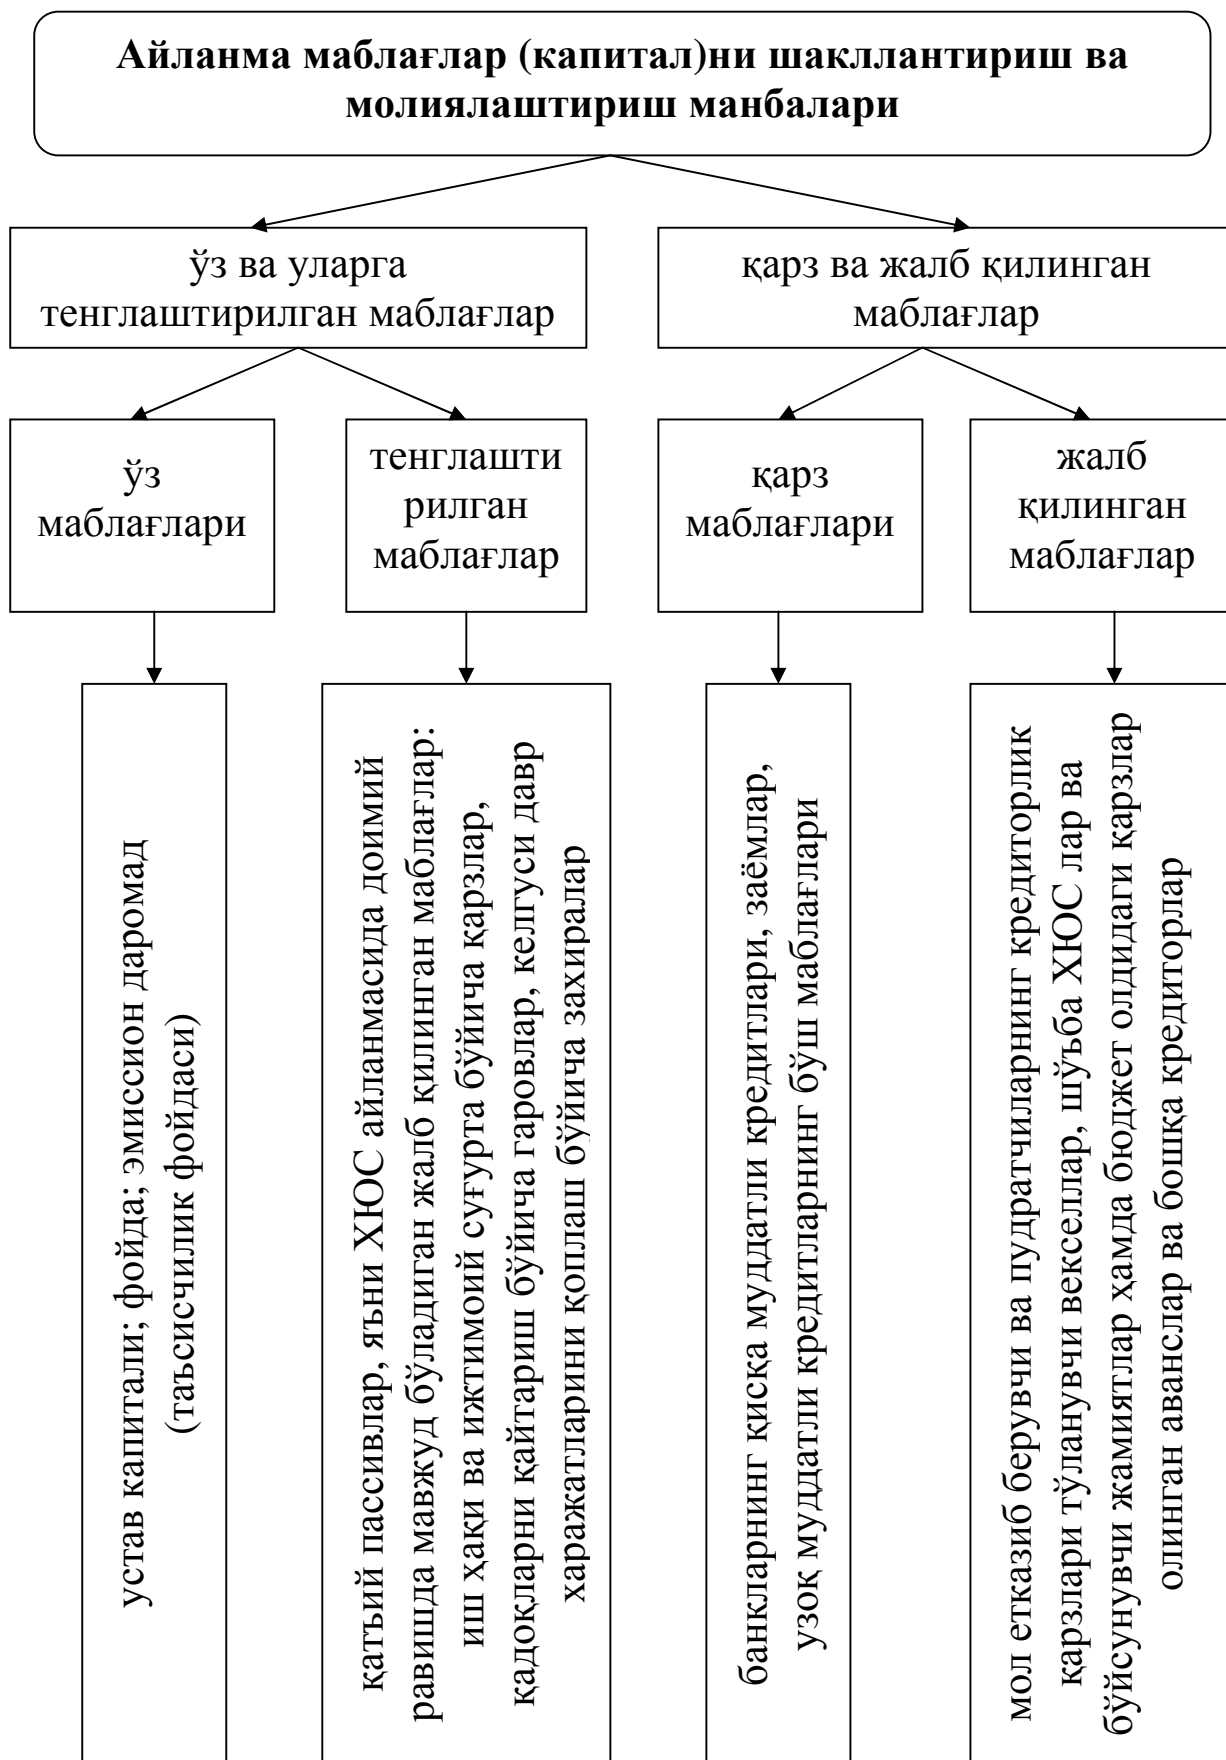 Айланма маблағлар (капитал)ни шакллантириш ва
молиялаштириш манбалари
ўз ва уларга
тенглаштирилган маблағлар
қарз ва жалб қилинган
маблағлар
ўз
маблағлари
тенглашти
рилган
маблағлар
қарз
маблағлари
жалб
қилинган
маблағлар
устав капитали; фойда; эмиссион даромад
(таъсисчилик фойдаси)
қатъий пассивлар, яъни ХЮС айланмасида доимий
равишда мавжуд бўладиган жалб қилинган маблағлар:
иш ҳақи ва ижтимоий суғурта бўйича қарзлар,
қадоқларни қайтариш бўйича гаровлар, келгуси давр
харажатларини қоплаш бўйича захиралар
банкларнинг қисқа муддатли кредитлари, заёмлар,
узоқ муддатли кредитларнинг бўш маблағлари
мол етказиб берувчи ва пудратчиларнинг кредиторлик
қарзлари тўланувчи векселлар, шўъба ХЮС лар ва
бўйсунувчи жамиятлар ҳамда бюджет олдидаги қарзлар
олинган аванслар ва бошқа кредиторлар